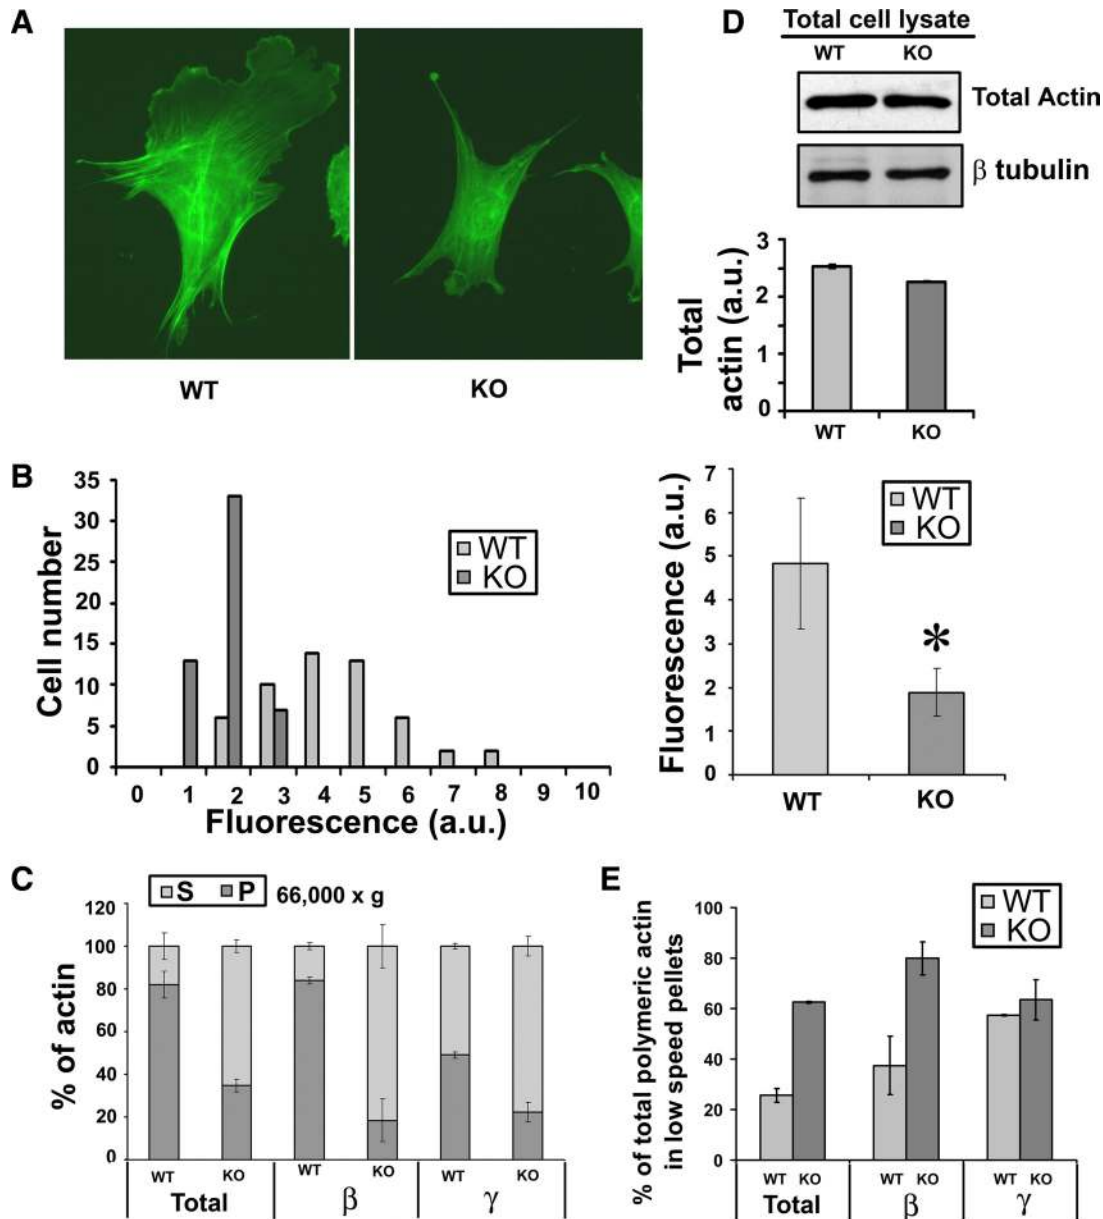 A
WT
KO
D
Total cell lysate
WT KO
Total Actin
β tubulin
3
2
1
0
Total
actin (a.u.)
WT KO
B
35
30
25
20
15
10
5
0
Cell number
WT
KO
0 1 2 3 4 5 6 7 8 9 10
Fluorescence (a.u.)
7
6
5
4
3
2
1
0
Fluorescence (a.u.)
WT
KO
*
WT KO
C
S P 66,000 x g
120
100
80
60
40
20
0
% of actin
WT KO WT KO WT KO
Total β γ
E
100
80
60
40
20
0
% of total polymeric actin
in low speed pellets
WT
KO
WT KO WT KO WT KO
Total β γ